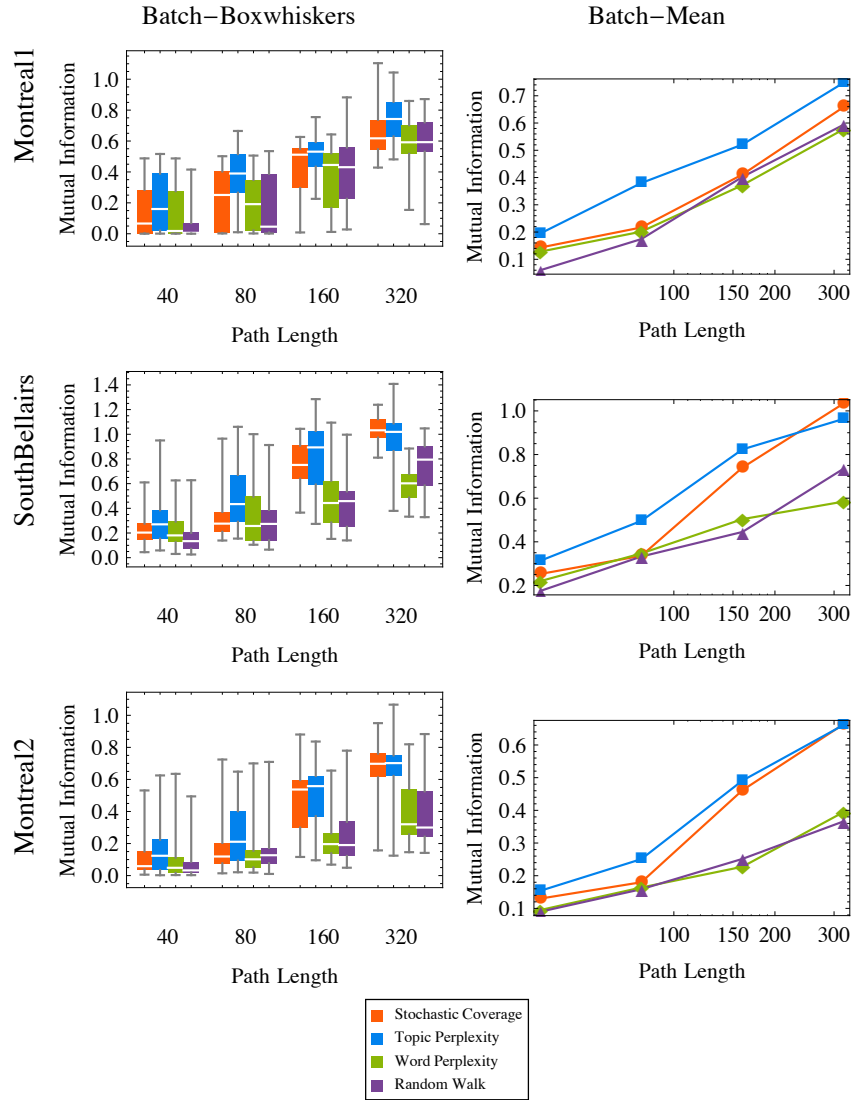 Batch−Boxwhiskers
Batch−Mean
Montreal1
Mutual Information
1.0
0.8
0.6
0.4
0.2
0.0
40
80
160
320
Path Length
Mutual Information
0.7
0.6
0.5
0.4
0.3
0.2
0.1
100
150
200
300
Path Length
SouthBellairs
Mutual Information
1.4
1.2
1.0
0.8
0.6
0.4
0.2
0.0
40
80
160
320
Path Length
Mutual Information
1.0
0.8
0.6
0.4
0.2
100
150
200
300
Path Length
Montreal2
Mutual Information
1.0
0.8
0.6
0.4
0.2
0.0
40
80
160
320
Path Length
Mutual Information
0.6
0.5
0.4
0.3
0.2
0.1
100
150
200
300
Path Length
Stochastic Coverage
Topic Perplexity
Word Perplexity
Random Walk